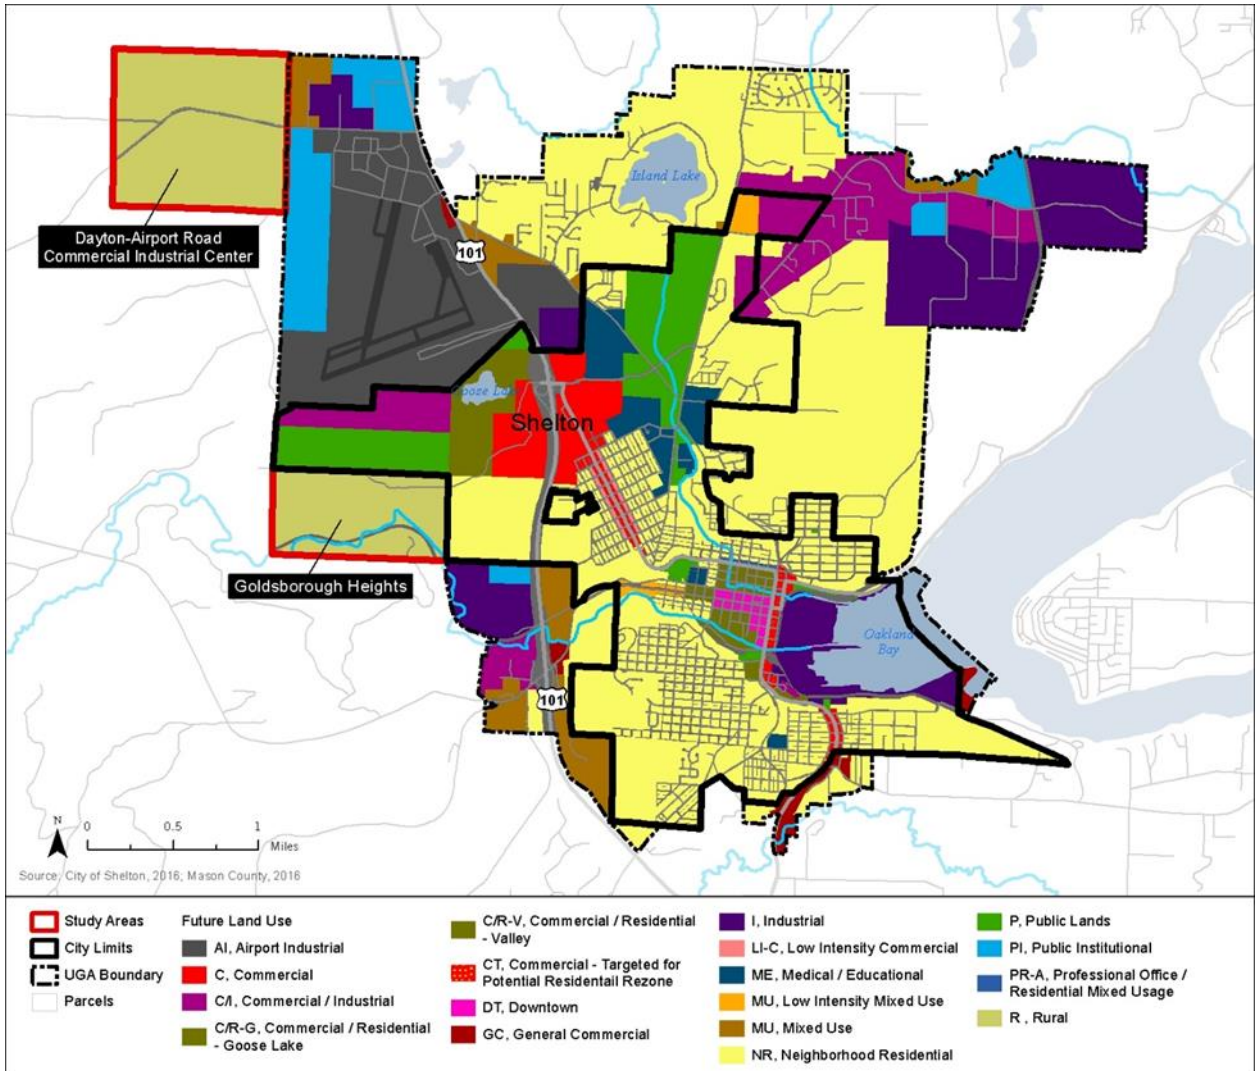 Island Lake
Dayton-Airport Road
Commercial Industrial Center
101
Shelton
Goldsborough Heights
Oakland
Bay
101
N
0 0.5 1
Miles
Source: City of Shelton, 2016; Mason County, 2016
Study Areas
City Limits
UGA Boundary
Parcels
Future Land Use
AI, Airport Industrial
C, Commercial
C/I, Commercial / Industrial
C/R-G, Commercial / Residential
- Goose Lake
C/R-V, Commercial / Residential
- Valley
CT, Commercial - Targeted for
Potential Residentail Rezone
DT, Downtown
GC, General Commercial
I, Industrial
LI-C, Low Intensity Commercial
ME, Medical / Educational
MU, Low Intensity Mixed Use
MU, Mixed Use
NR, Neighborhood Residential
P, Public Lands
PI, Public Institutional
PR-A, Professional Office /
Residential Mixed Usage
R , Rural